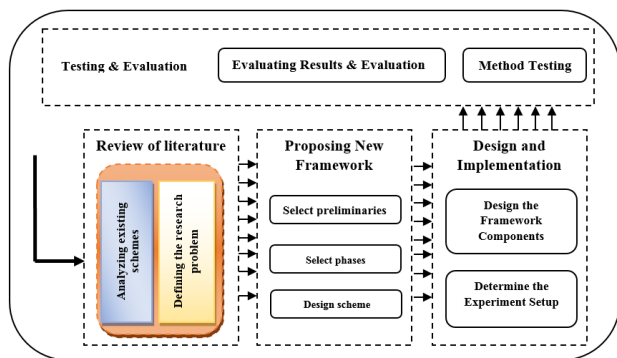 Testing & Evaluation
Evaluating Results & Evaluation
Method Testing
Review of literature
Analyzing existing
schemes
Defining the research
problem
Proposing New
Framework
Select preliminaries
Select phases
Design scheme
Design and
Implementation
Design the
Framework
Components
Determine the
Experiment Setup